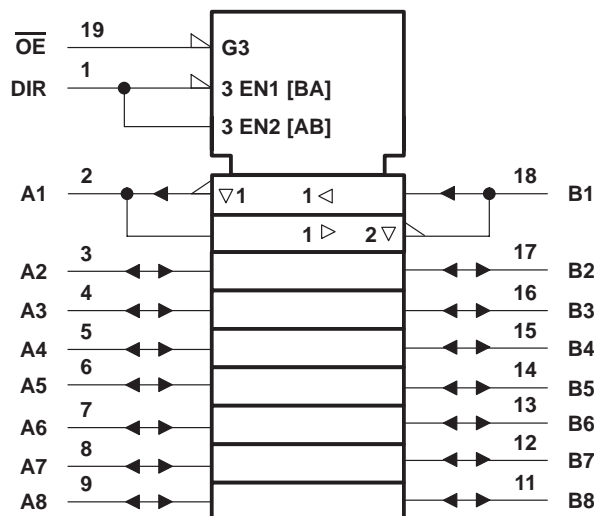 19
OE
G3
1
DIR
3 EN1 [BA]
3 EN2 [AB]
2
18
A1
▽1
1 ◁
B1
1 ▷
2 ▽
3
17
A2
B2
4
16
A3
B3
5
15
A4
B4
6
14
A5
B5
7
13
A6
B6
8
12
A7
B7
9
11
A8
B8